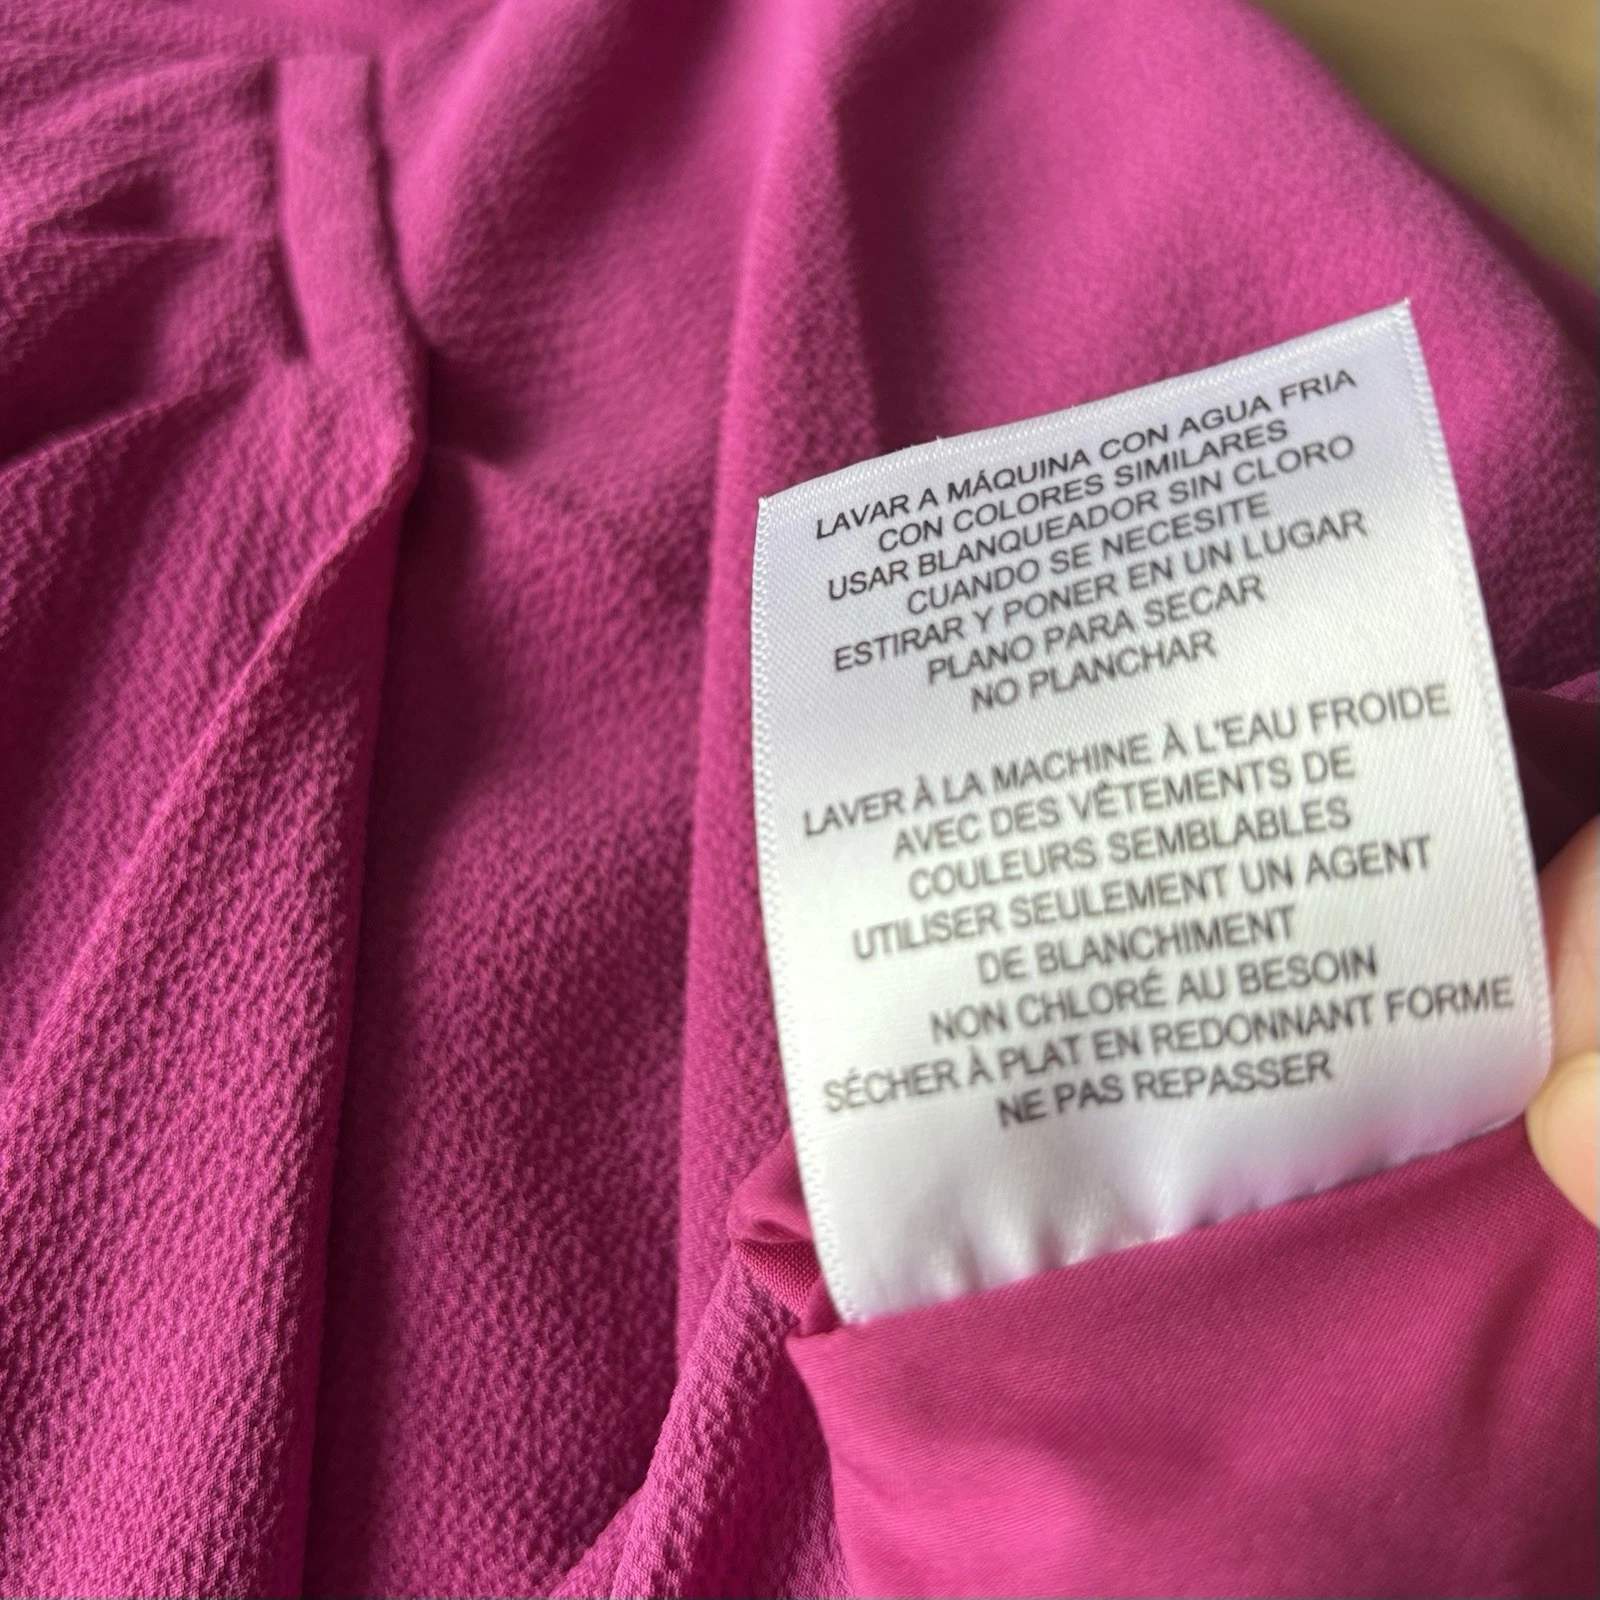 LAVAR A MÁQUINA CON AGUA FRIA
CON COLORES SIMILARES
USAR BLANQUEADOR SIN CLORO
CUANDO SE NECESITE
ESTIRAR Y PONER EN UN LUGAR
PLANO PARA SECAR
NO PLANCHAR
LAVER À LA MACHINE À L'EAU FROIDE
AVEC DES VÊTEMENTS DE
COULEURS SEMBLABLES
UTILISER SEULEMENT UN AGENT
DE BLANCHIMENT
NON CHLORÉ AU BESOIN
SÉCHER À PLAT EN REDONNANT FORME
NE PAS REPASSER